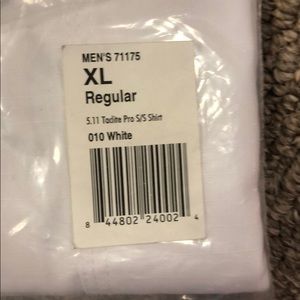 MEN'S 71175
XL
Regular
5.11 Taclite Pro S/S Shirt
010 White
8 44802 24002 4